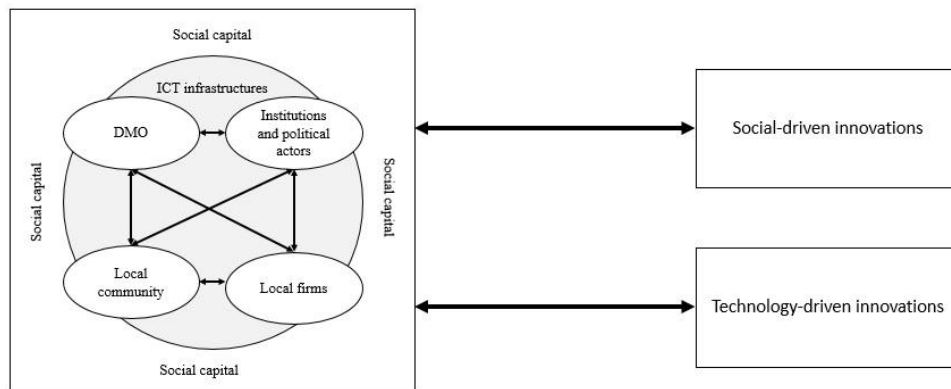 Social capital
ICT infrastructures
DMO
Institutions
and political
actors
Social capital
Social capital
Local
community
Local firms
Social capital
Social-driven innovations
Technology-driven innovations